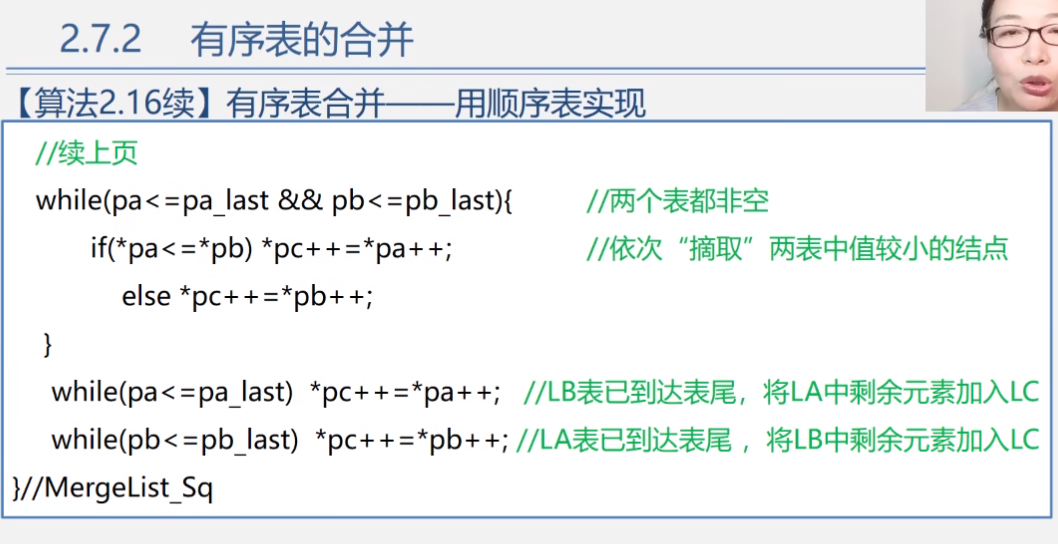 2.7.2 有序表的合并
【算法2.16续】有序表合并——用顺序表实现
//续上页
while(pa<=pa_last && pb<=pb_last){ //两个表都非空
if(*pa<=*pb) *pc++=*pa++; //依次“摘取”两表中值较小的结点
else *pc++=*pb++;
}
while(pa<=pa_last) *pc++=*pa++; //LB表已到达表尾，将LA中剩余元素加入LC
while(pb<=pb_last) *pc++=*pb++; //LA表已到达表尾，将LB中剩余元素加入LC
}//MergeList_Sq